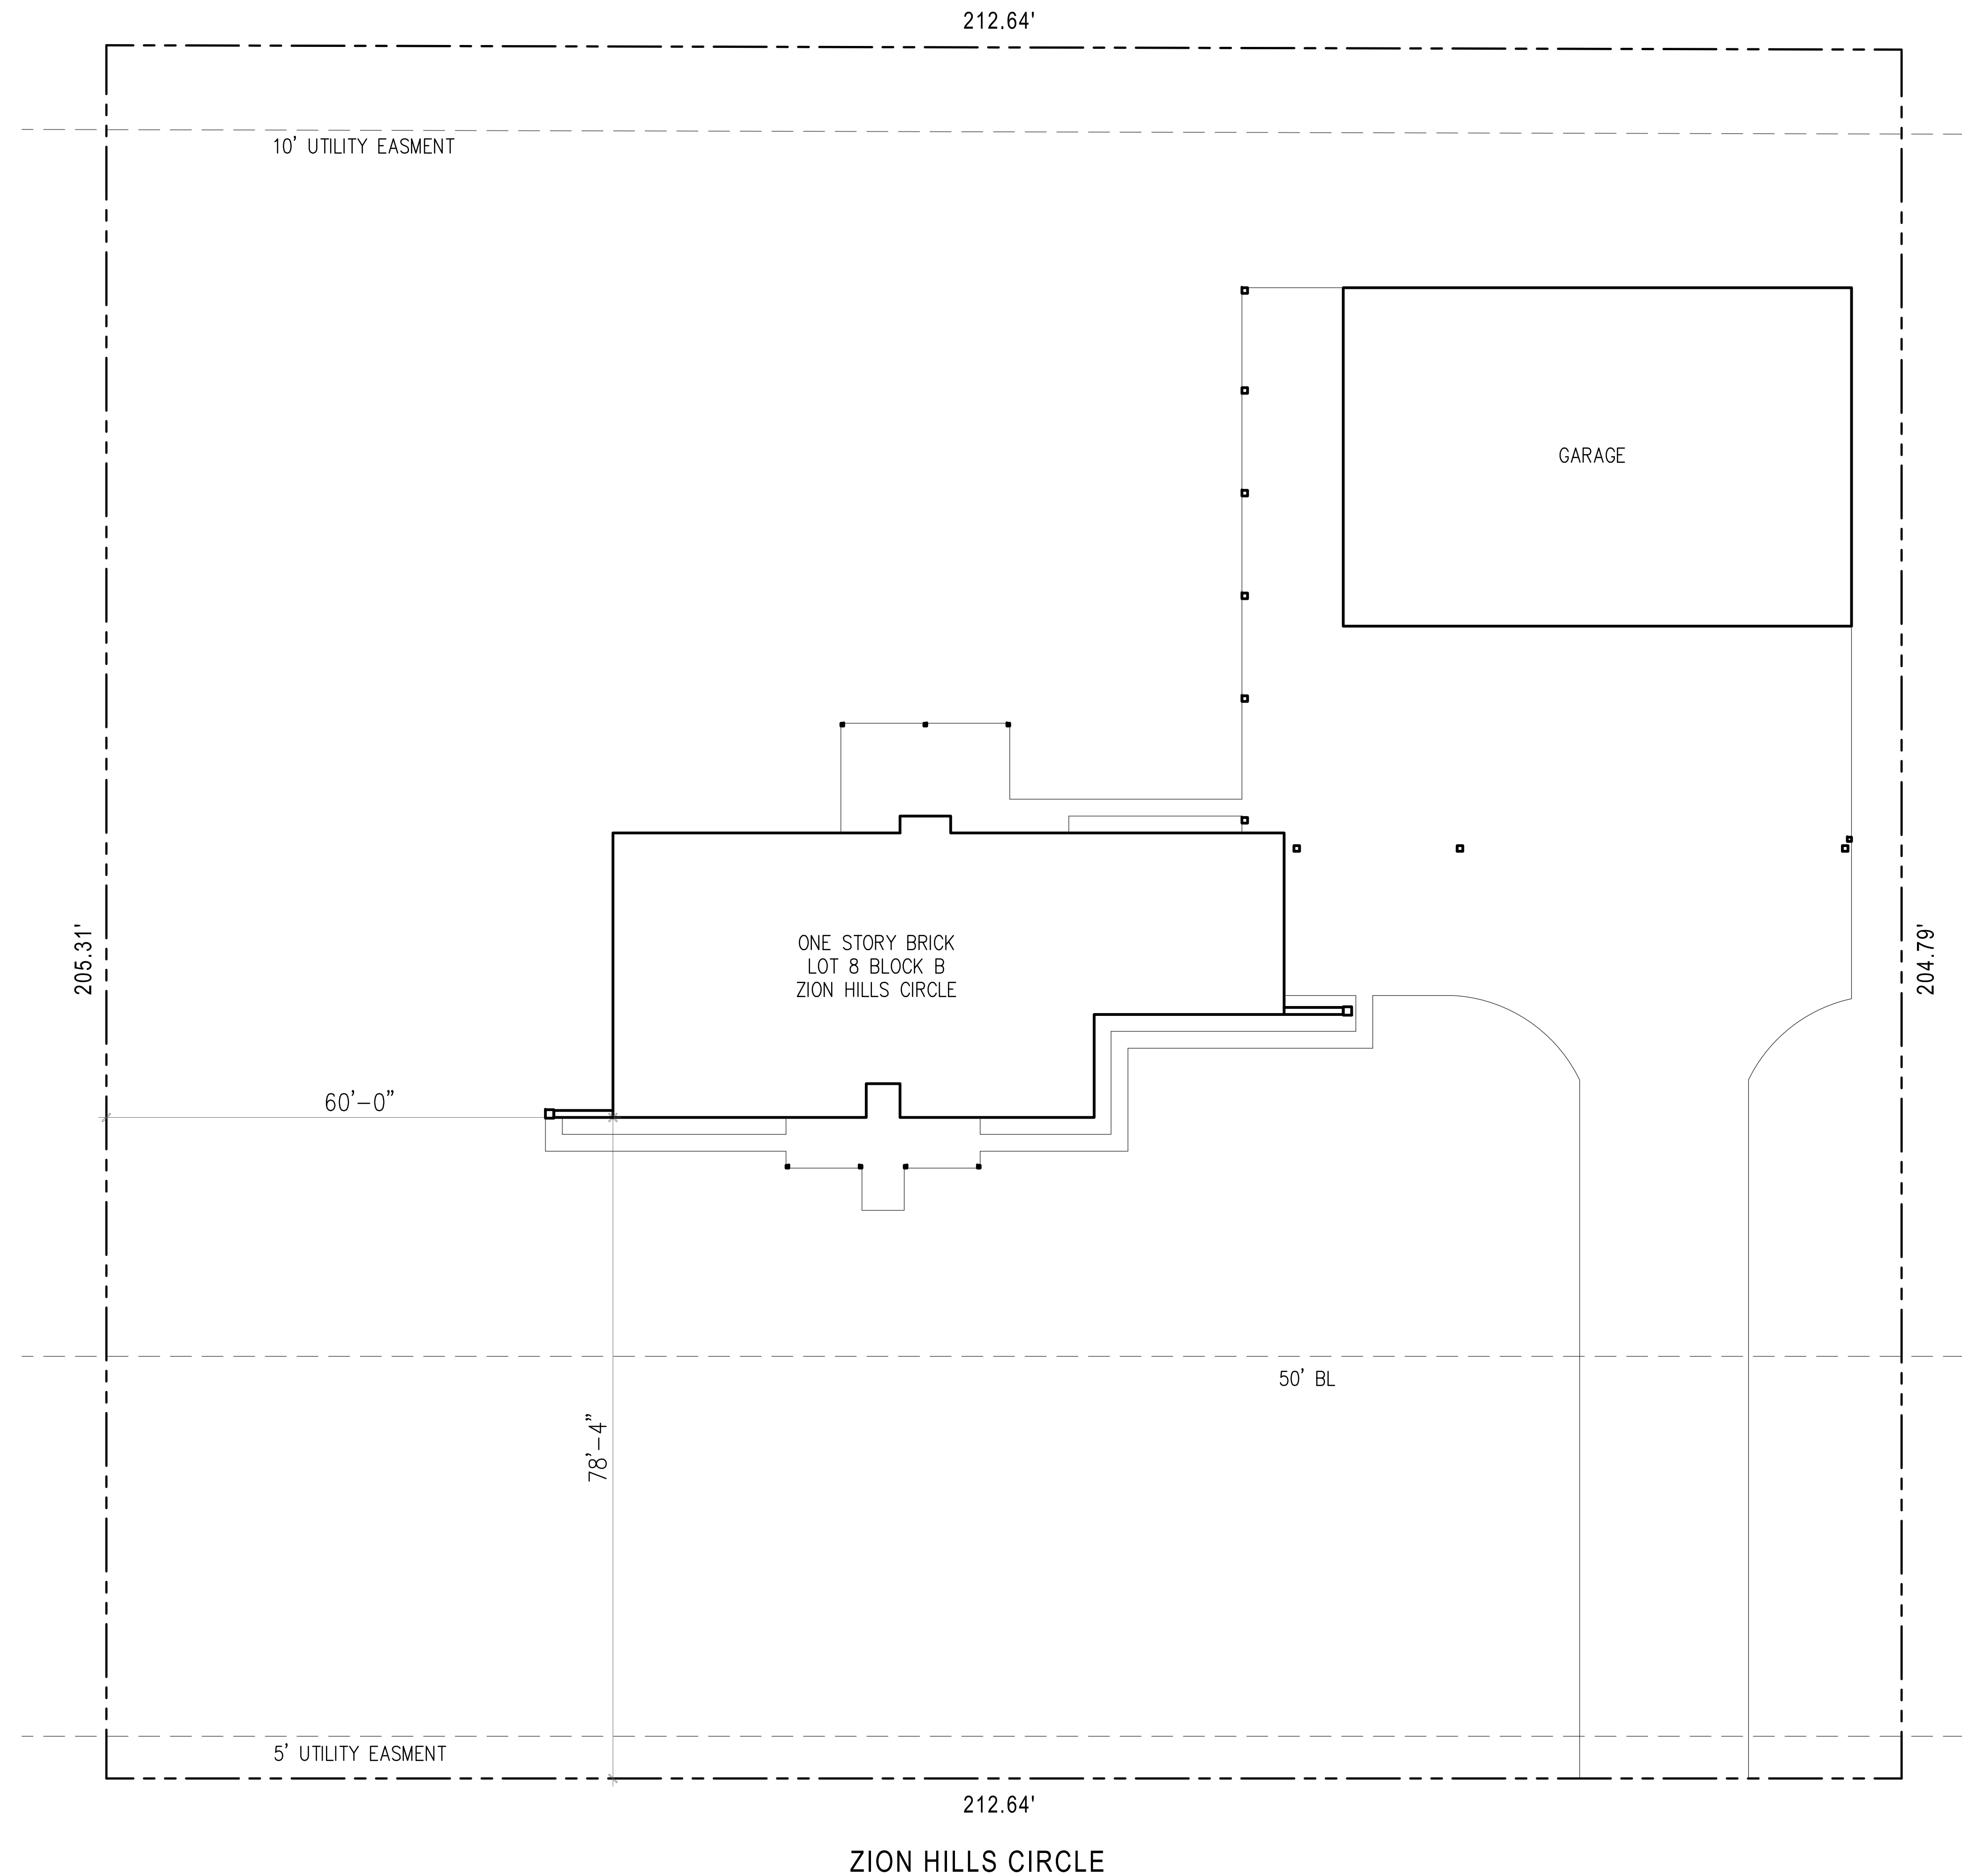 212.64'
10' UTILITY EASMENT
GARAGE
205.31'
ONE STORY BRICK
LOT 8 BLOCK B
ZION HILLS CIRCLE
204.79'
60'-0"
50' BL
78'-4"
5' UTILITY EASMENT
212.64'
ZION HILLS CIRCLE